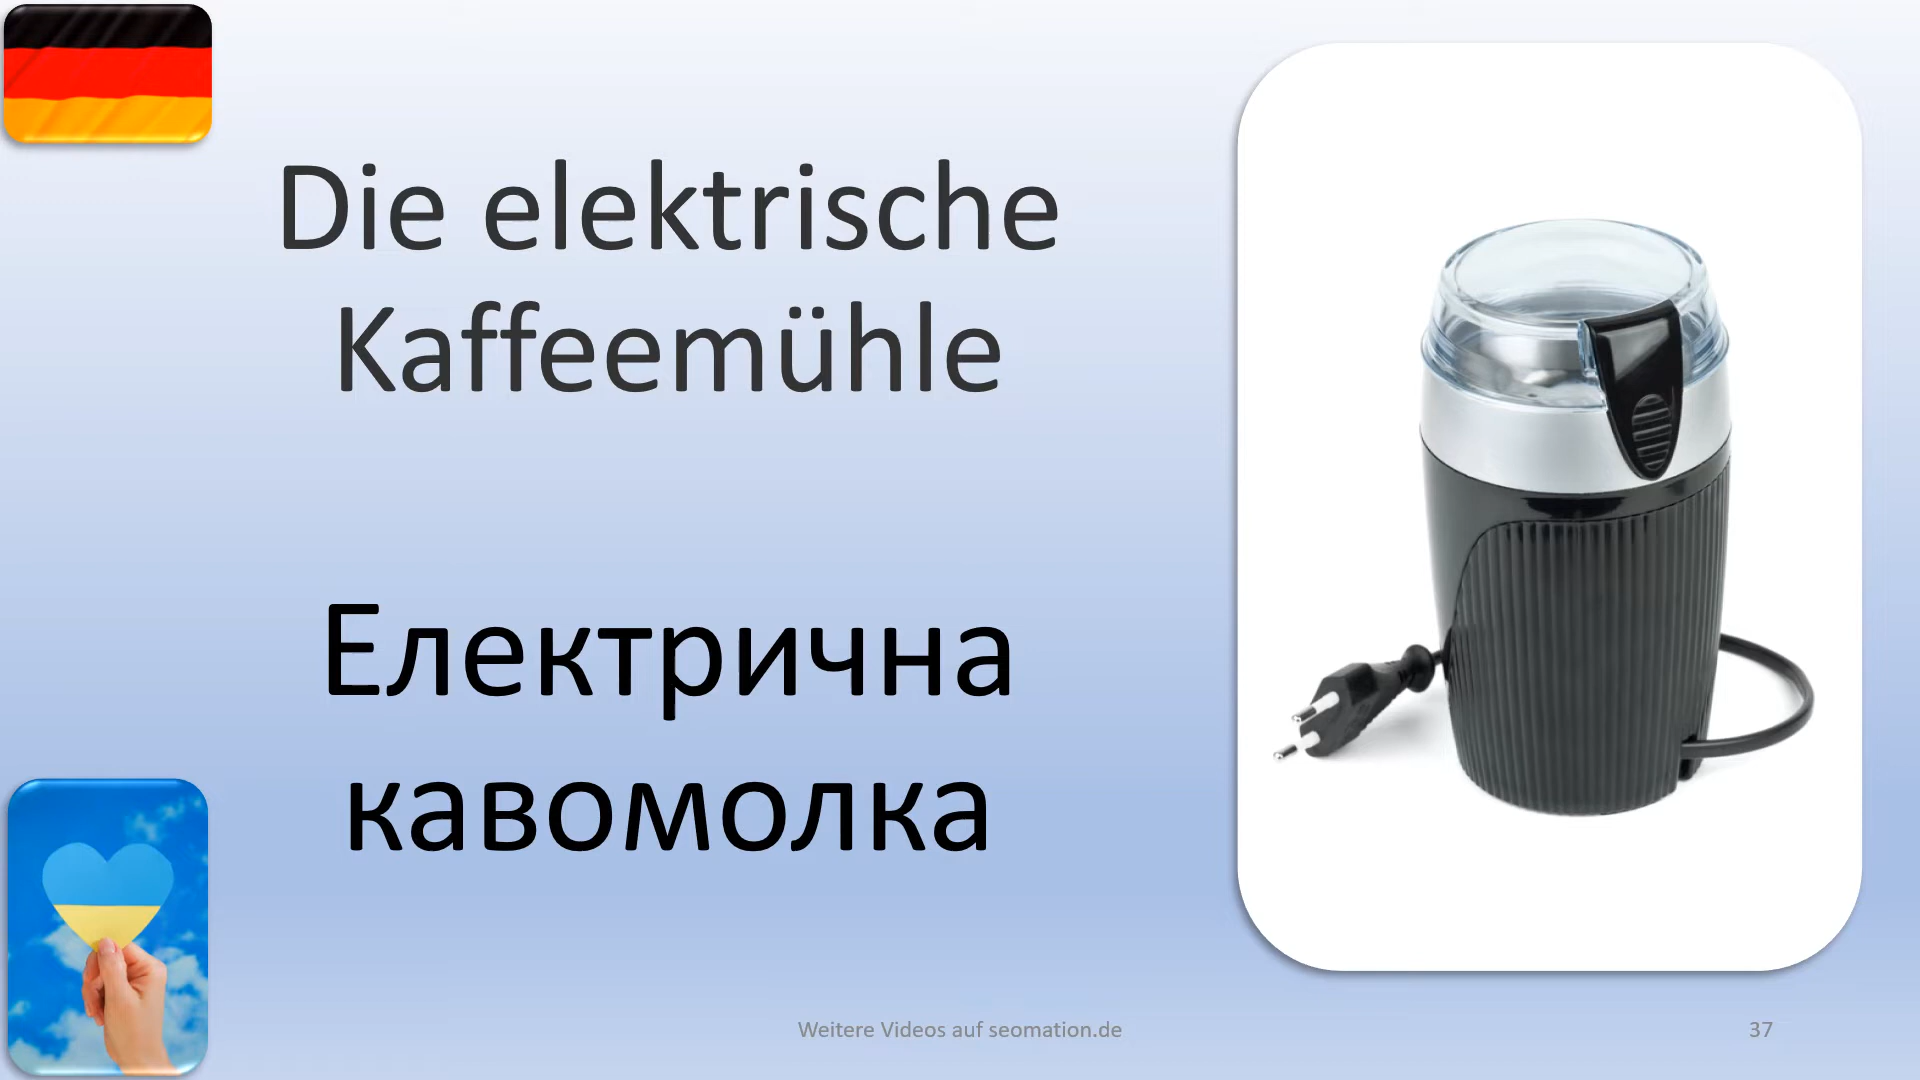 Die elektrische
Kaffeemühle
Електрична
кавомолка
Weitere Videos auf seomation.de
37